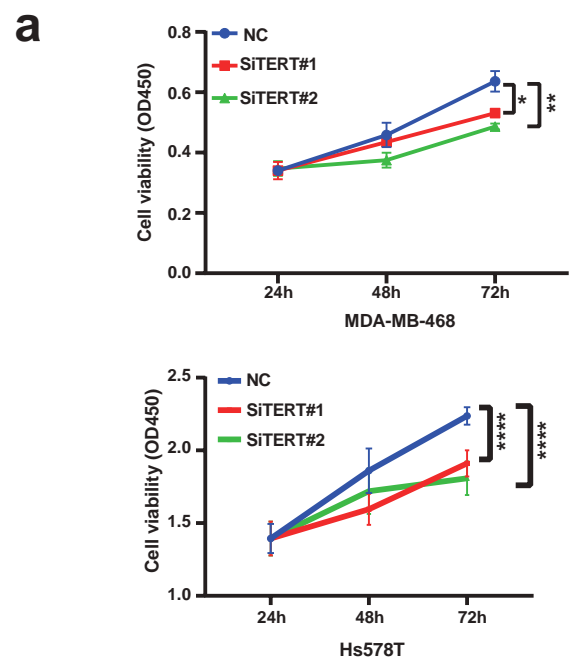 a
Cell viability (OD450)
0.8
0.6
0.4
0.2
0.0
NC
SiTERT#1
SiTERT#2
*
**
24h
48h
72h
MDA-MB-468
Cell viability (OD450)
2.5
2.0
1.5
1.0
NC
SiTERT#1
SiTERT#2
****
****
24h
48h
72h
Hs578T